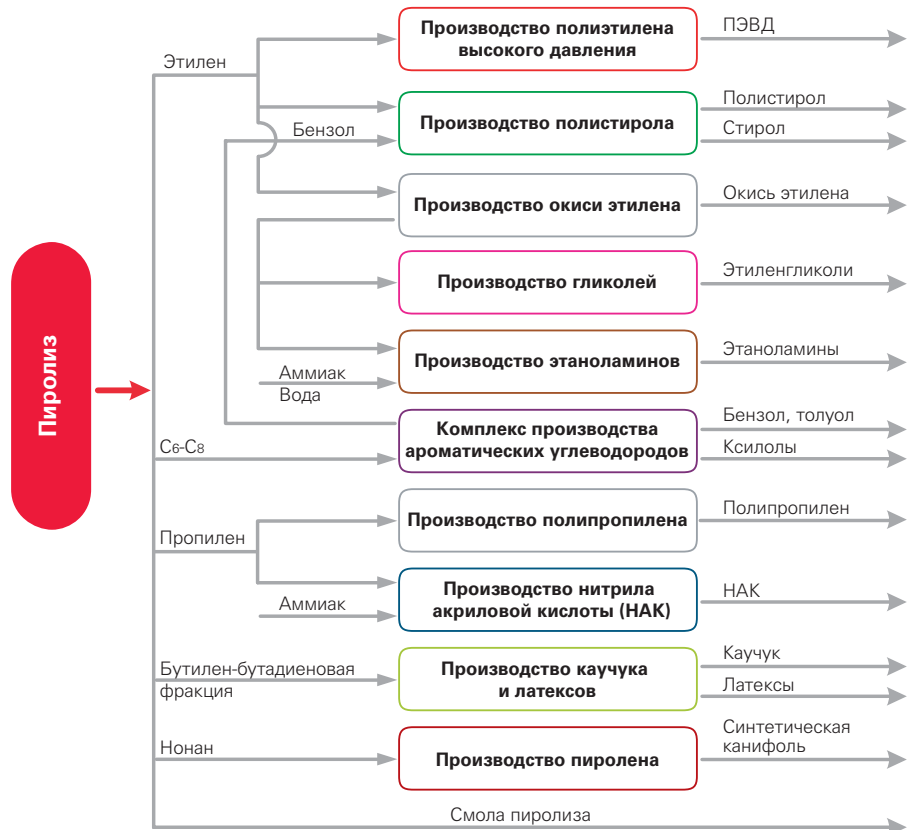 Пиролиз
Этилен
Производство полиэтилена
высокого давления
ПЭВД
Бензол
Производство полистирола
Полистирол
Стирол
Производство окиси этилена
Окись этилена
Производство гликолей
Этиленгликоли
Аммиак
Вода
Производство этаноламинов
Этаноламины
C6-C8
Комплекс производства
ароматических углеводородов
Бензол, толуол
Ксилолы
Пропилен
Производство полипропилена
Полипропилен
Аммиак
Производство нитрила
акриловой кислоты (НАК)
НАК
Бутилен-бутадиеновая
фракция
Производство каучука
и латексов
Каучук
Латексы
Нонан
Производство пиролена
Синтетическая
канифоль
Смола пиролиза